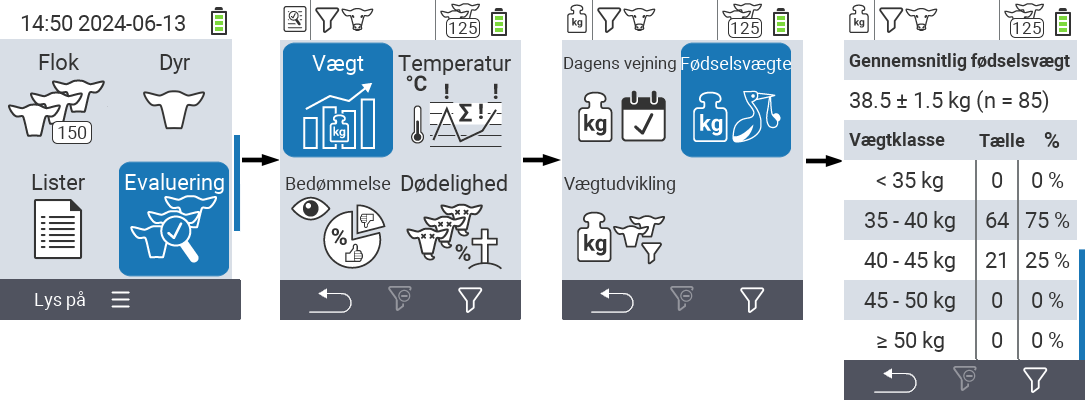 14:50 2024-06-13
Flok
Dyr
150
Lister
Evaluering
Lys på
125
Vægt
Temperatur
°C
! !
Σ !
kg
Bedømmelse
Dødelighed
%
%
kg
125
Dagens vejning
Fødselsvægte
kg
kg
Vægtudvikling
kg
kg
125
Gennemsnitlig fødselsvægt
38.5 ± 1.5 kg (n = 85)
Vægtklasse Tælle %
< 35 kg 0 0 %
35 - 40 kg 64 75 %
40 - 45 kg 21 25 %
45 - 50 kg 0 0 %
≥ 50 kg 0 0 %